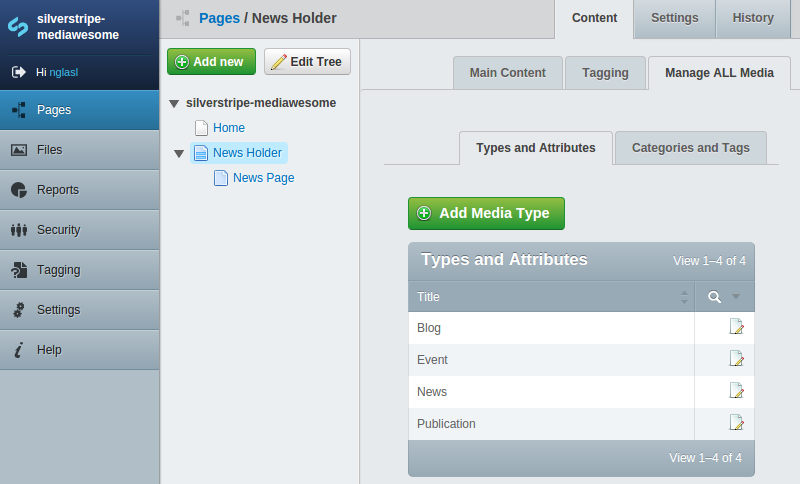 silverstripe-
mediawesome
Hi nglasl
Pages
Files
Reports
Security
Tagging
Settings
Help
Pages / News Holder
Content
Settings
History
Add new
Edit Tree
silverstripe-mediawesome
Home
News Holder
News Page
Main Content
Tagging
Manage ALL Media
Types and Attributes
Categories and Tags
Add Media Type
Types and Attributes
View 1–4 of 4
Title
Blog
Event
News
Publication
View 1–4 of 4